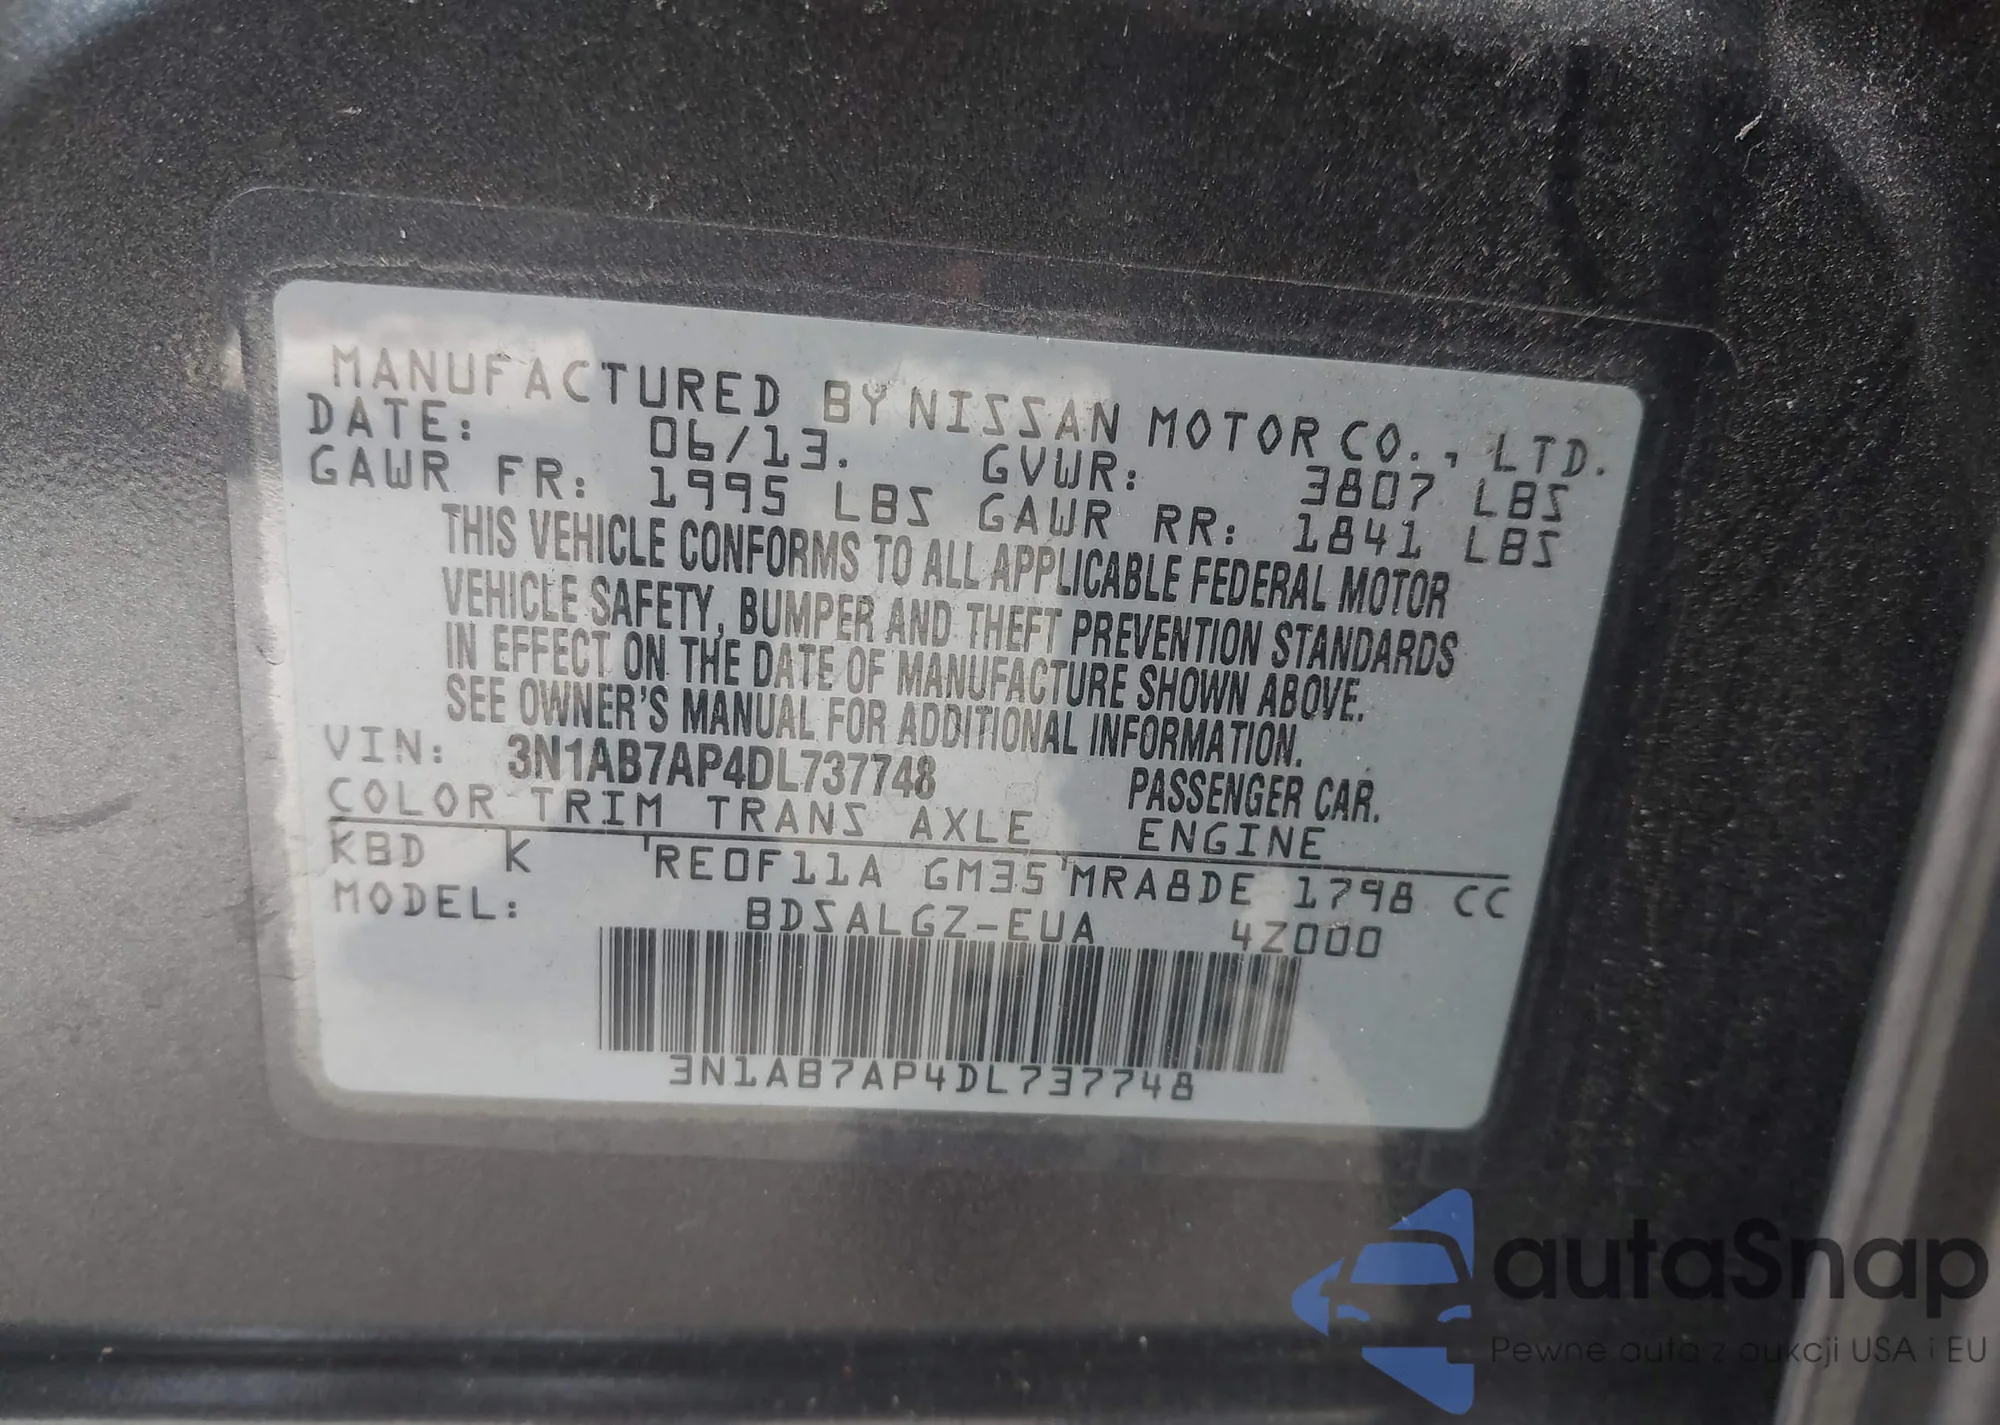 MANUFACTURED BY NISSAN MOTOR CO., LTD.
DATE: 06/13. GVWR: 3807 LBS
GAWR FR: 1995 LBS GAWR RR: 1841 LBS
THIS VEHICLE CONFORMS TO ALL APPLICABLE FEDERAL MOTOR
VEHICLE SAFETY, BUMPER AND THEFT PREVENTION STANDARDS
IN EFFECT ON THE DATE OF MANUFACTURE SHOWN ABOVE.
SEE OWNER'S MANUAL FOR ADDITIONAL INFORMATION.
VIN: 3N1AB7AP4DL737748 PASSENGER CAR.
COLOR TRIM TRANS AXLE ENGINE
KBD K RE0F11A GM35 MRA8DE 1798 CC
MODEL: BDSALGZ-EUA 4Z000
3N1AB7AP4DL737748
autaSnap
Pewne auta z aukcji USA i EU